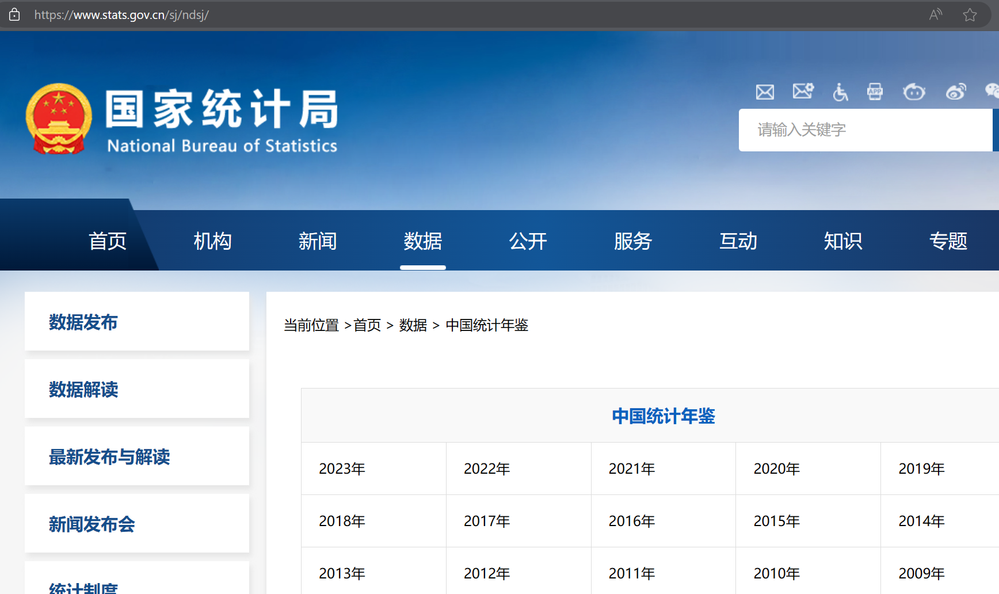 https://www.stats.gov.cn/sj/ndsj/
国家统计局
National Bureau of Statistics
APP
请输入关键字
首页 机构 新闻 数据 公开 服务 互动 知识 专题
数据发布
数据解读
最新发布与解读
新闻发布会
统计制度
当前位置 >首页 > 数据 > 中国统计年鉴
中国统计年鉴
2023年 2022年 2021年 2020年 2019年
2018年 2017年 2016年 2015年 2014年
2013年 2012年 2011年 2010年 2009年